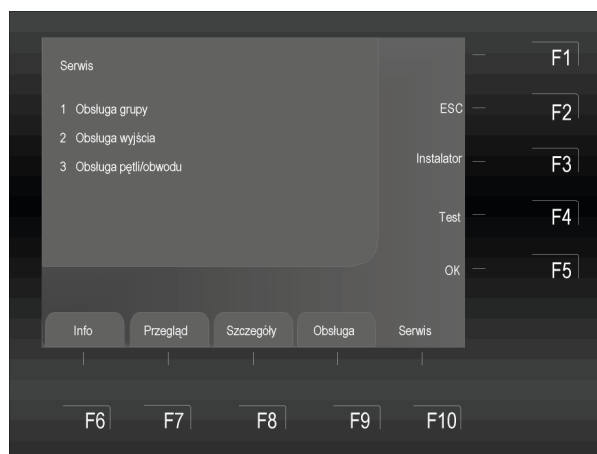 Serwis
1 Obsługa grupy
2 Obsługa wyjścia
3 Obsługa pętli/obwodu
ESC
Instalator
Test
OK
F1
F2
F3
F4
F5
Info Przegląd Szczegóły Obsługa Serwis
F6 F7 F8 F9 F10